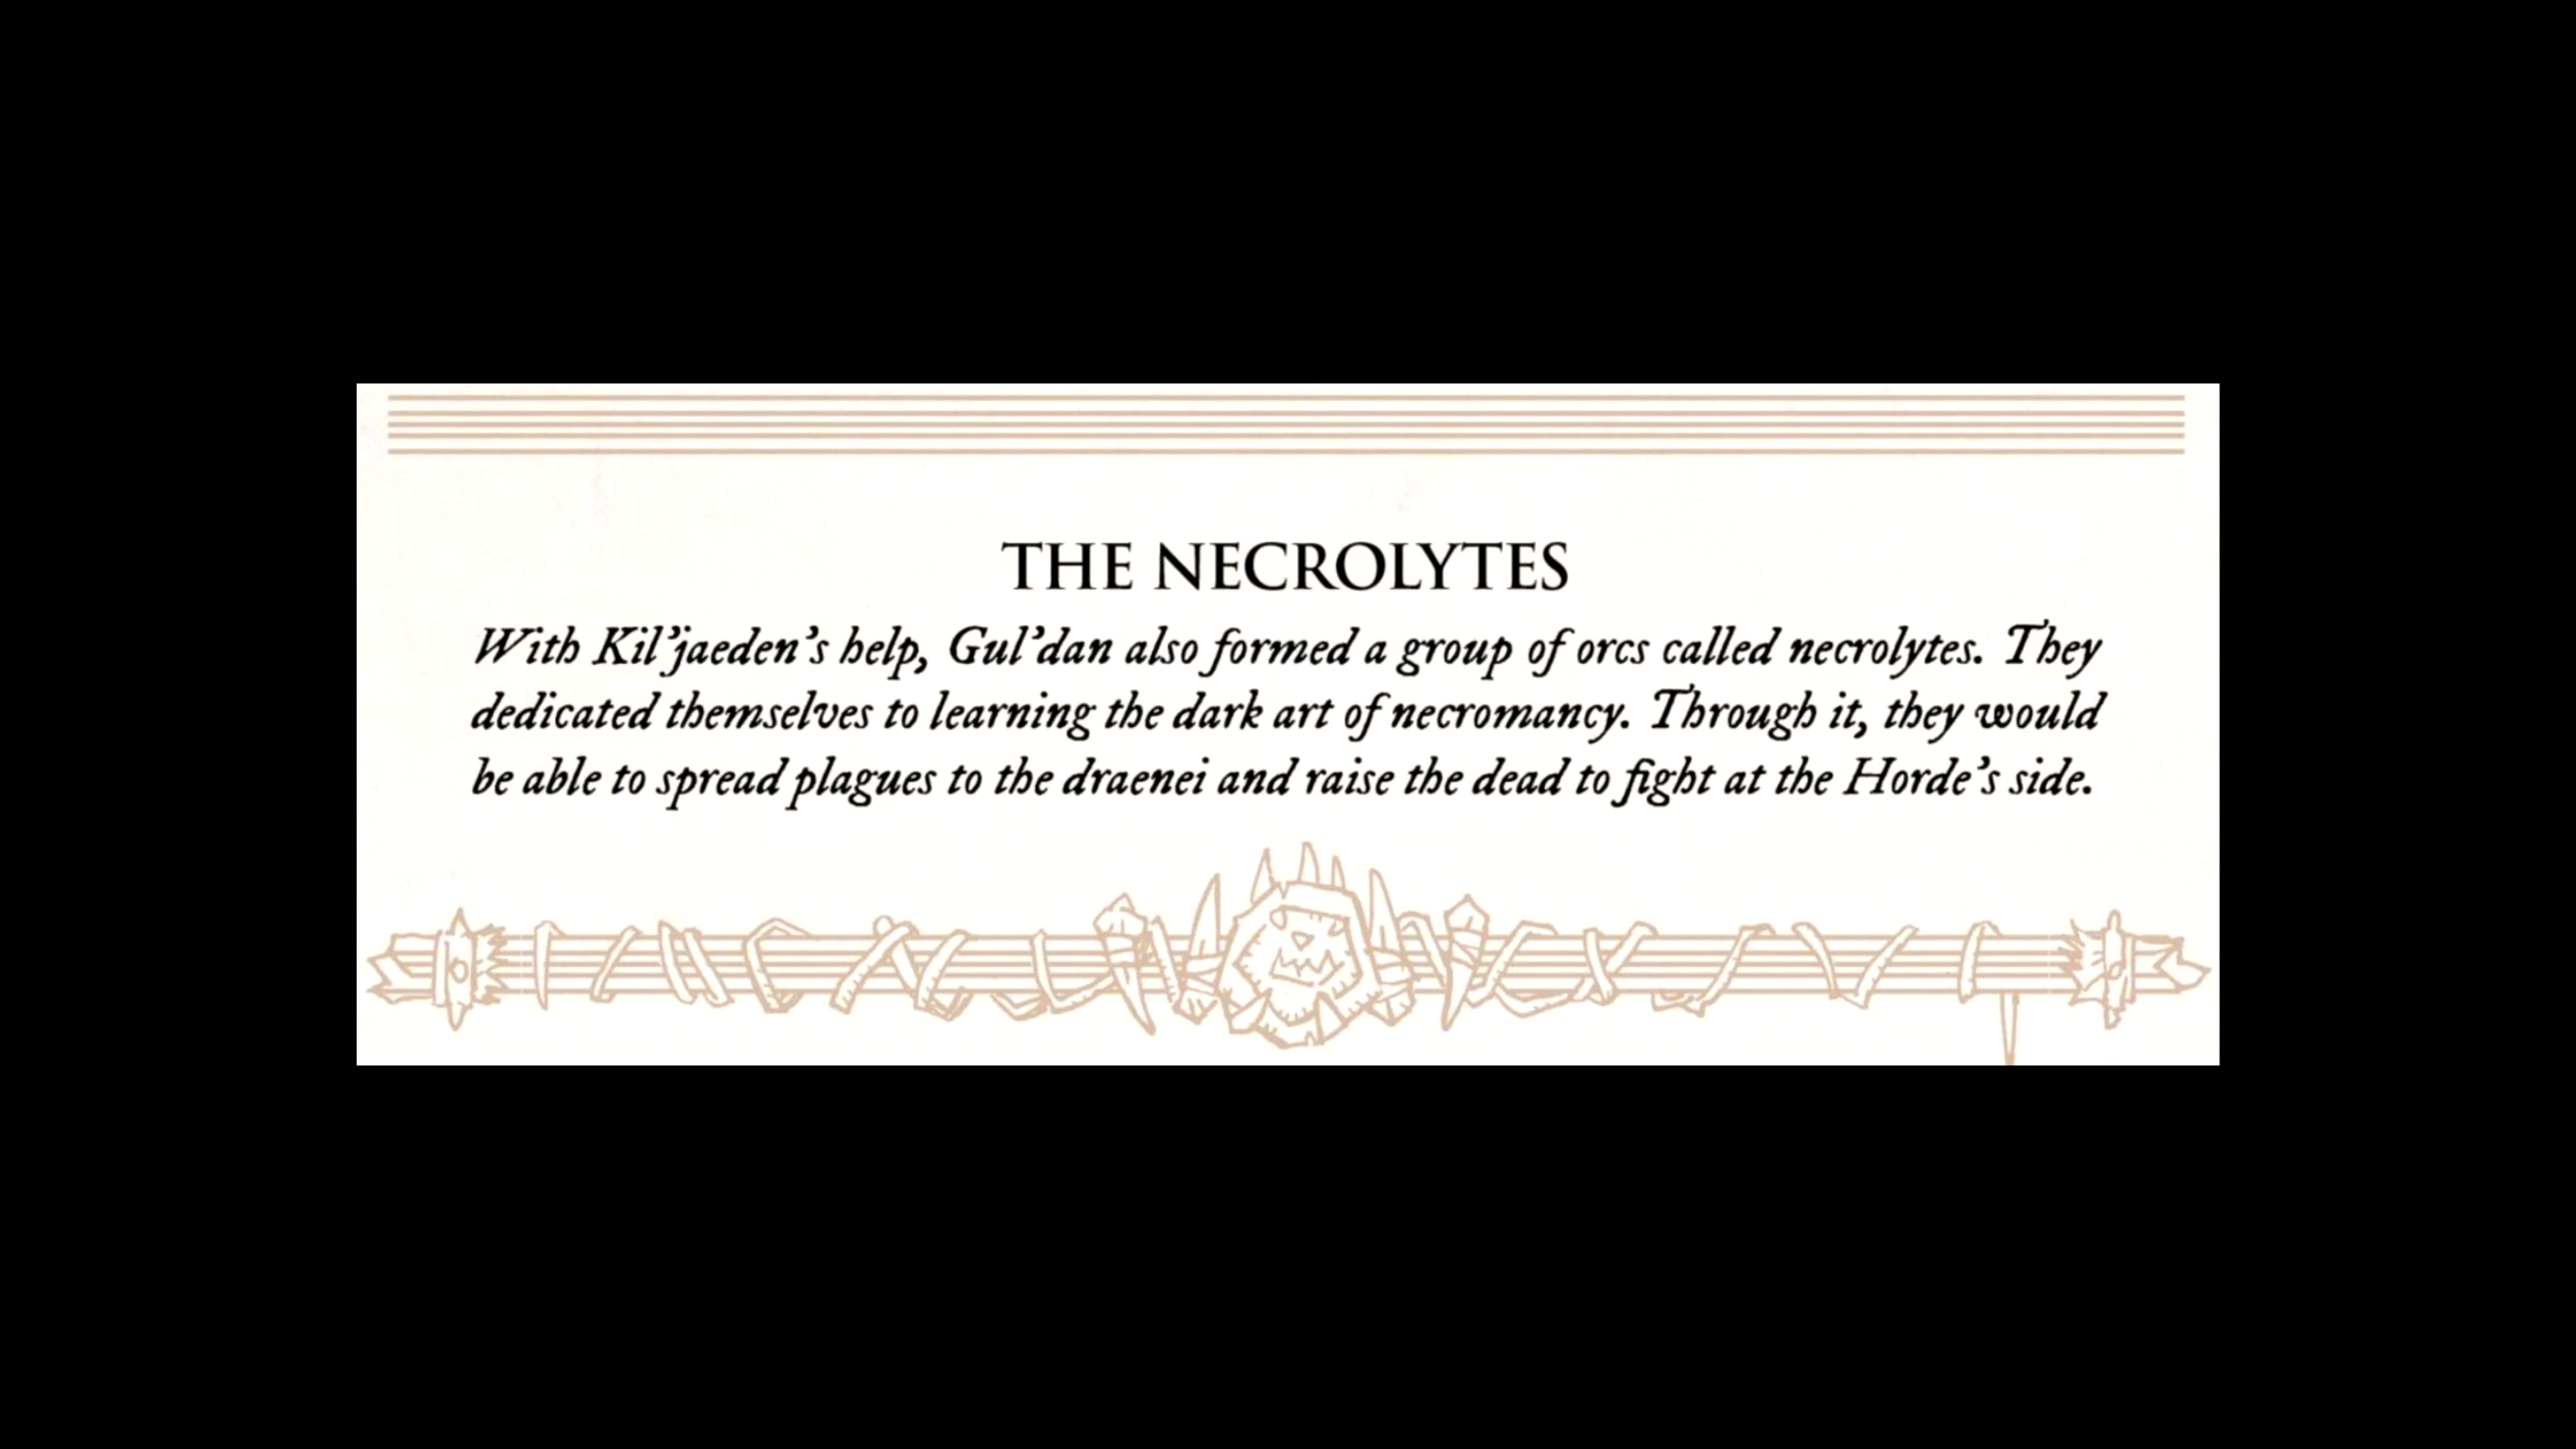 THE NECROLYTES
With Kil’jaeden’s help, Gul’dan also formed a group of orcs called necrolytes. They
dedicated themselves to learning the dark art of necromancy. Through it, they would
be able to spread plagues to the draenei and raise the dead to fight at the Horde’s side.